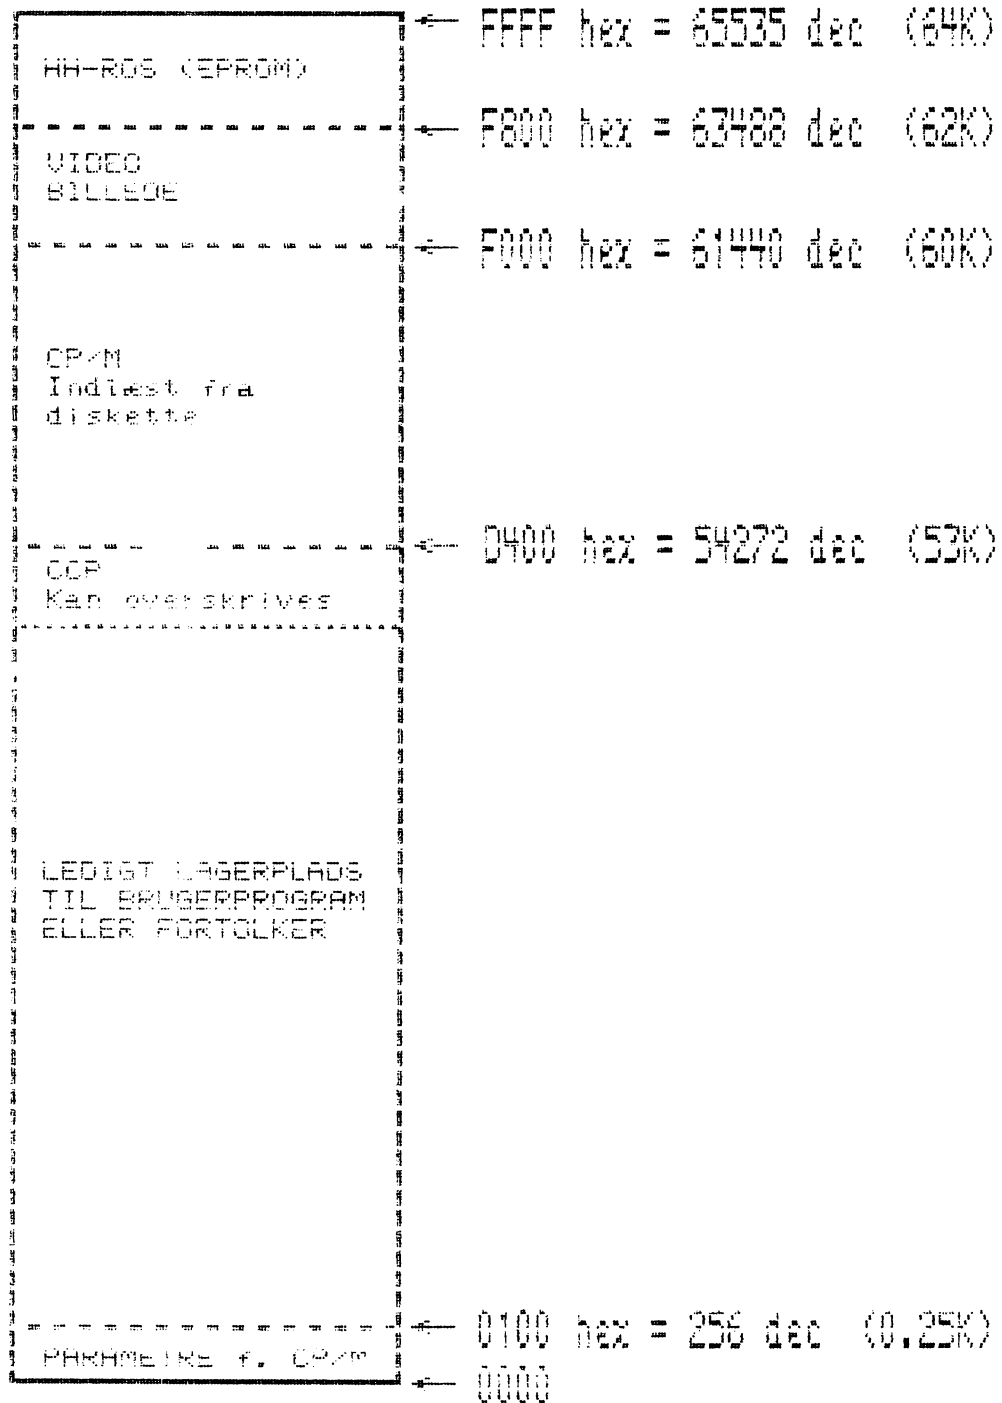 FFFF hex = 65535 dec (64K)
HH-ROS (EPROM)
F800 hex = 63488 dec (62K)
VIDEO
BILLEDE
F000 hex = 61440 dec (60K)
CP/M
Indlæst fra
diskette
D400 hex = 54272 dec (53K)
CCP
Kan overskrives
LEDIGT LAGERPLADS
TIL BRUGERPROGRAM
ELLER FORTOLKER
0100 hex = 256 dec (0.25K)
PARAMETRE f. CP/M
0000